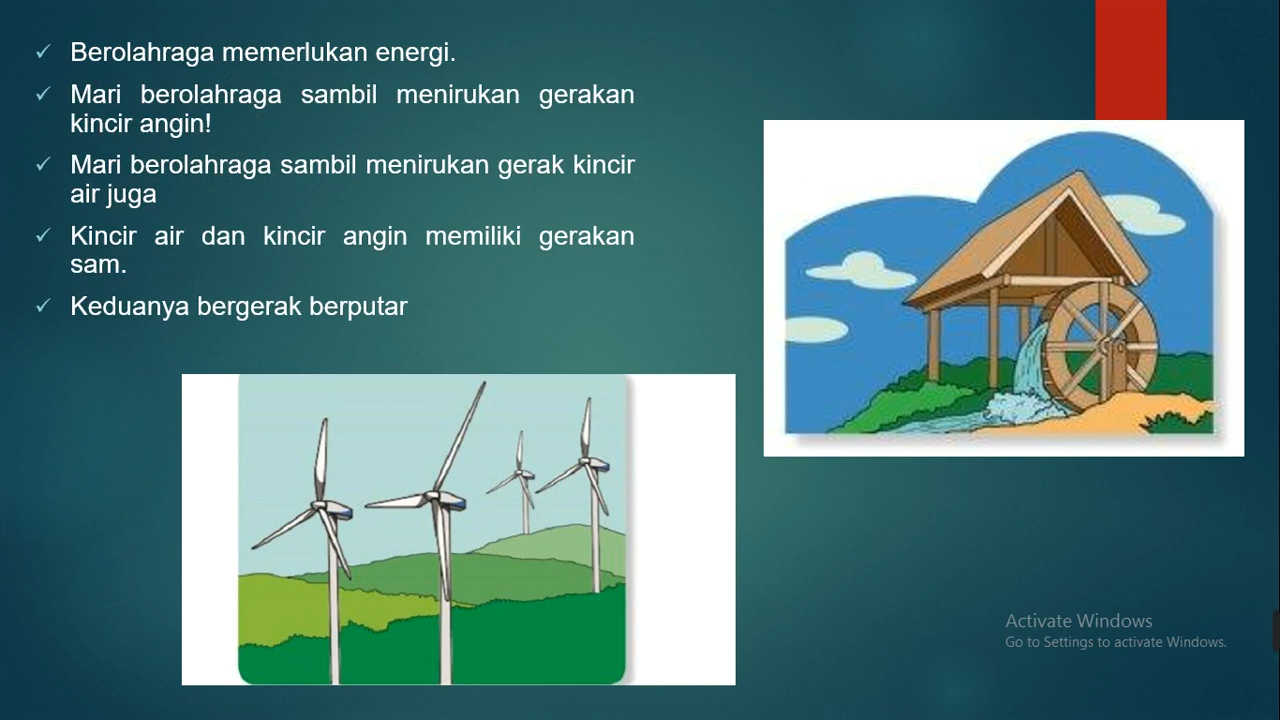 Berolahraga memerlukan energi.
Mari berolahraga sambil menirukan gerakan
kincir angin!
Mari berolahraga sambil menirukan gerak kincir
air juga
Kincir air dan kincir angin memiliki gerakan
sam.
Keduanya bergerak berputar
Activate Windows
Go to Settings to activate Windows.